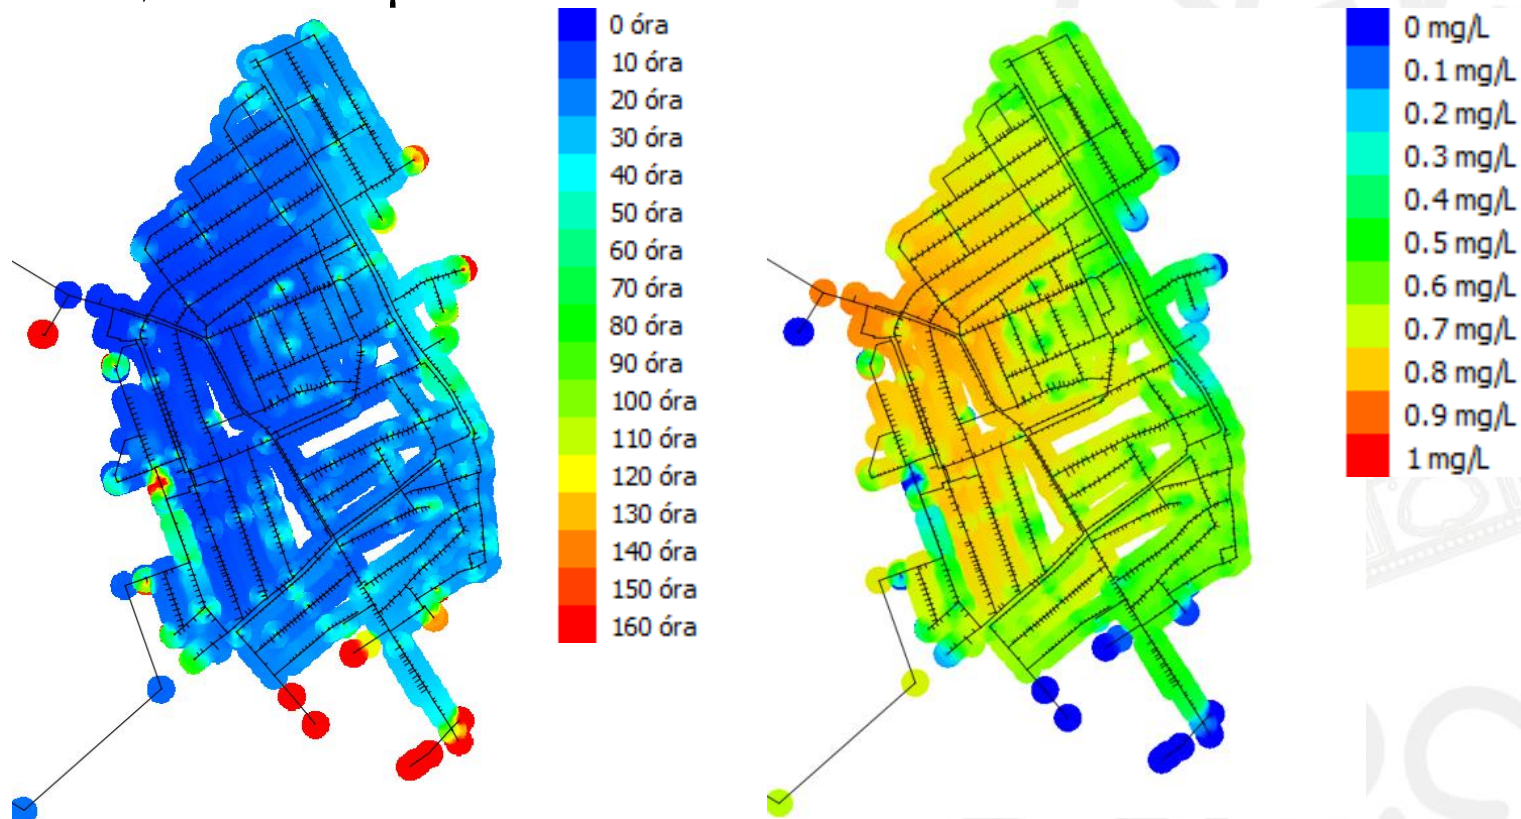 0 óra
10 óra
20 óra
30 óra
40 óra
50 óra
60 óra
70 óra
80 óra
90 óra
100 óra
110 óra
120 óra
130 óra
140 óra
150 óra
160 óra
0 mg/L
0.1 mg/L
0.2 mg/L
0.3 mg/L
0.4 mg/L
0.5 mg/L
0.6 mg/L
0.7 mg/L
0.8 mg/L
0.9 mg/L
1 mg/L